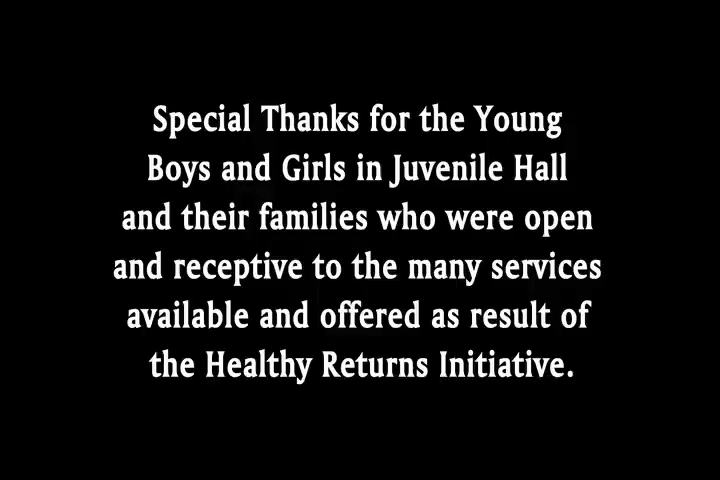 Special Thanks for the Young
Boys and Girls in Juvenile Hall
and their families who were open
and receptive to the many services
available and offered as result of
the Healthy Returns Initiative.